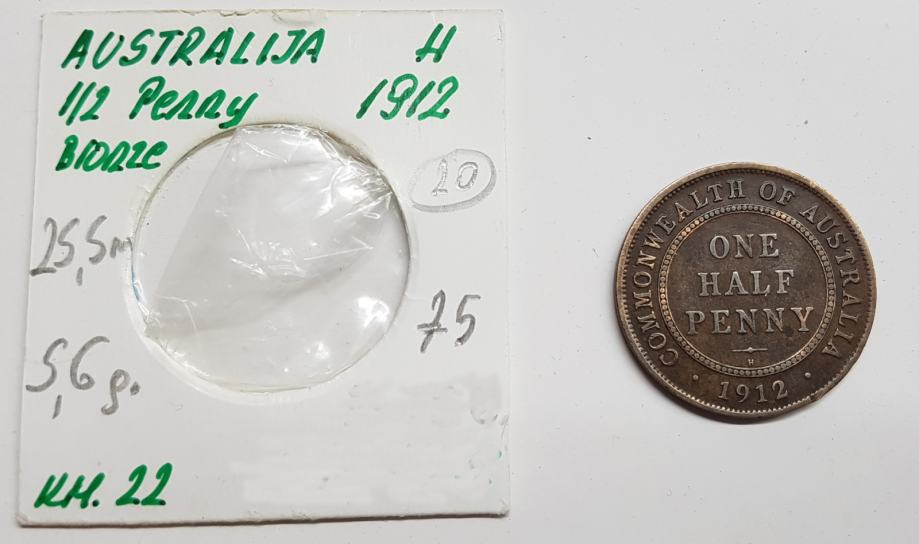 AUSTRALIJA H
1/2 Penny 1912
Bronze
20
25,5m
75
5,6 g.
KM. 22
COMMONWEALTH OF AUSTRALIA
ONE
HALF
PENNY
H
1912